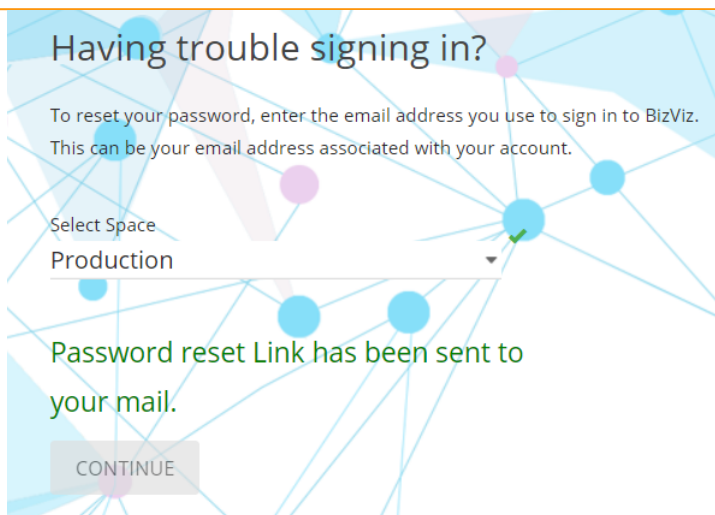 Having trouble signing in?
To reset your password, enter the email address you use to sign in to BizViz.
This can be your email address associated with your account.
Select Space
Production
Password reset Link has been sent to
your mail.
CONTINUE